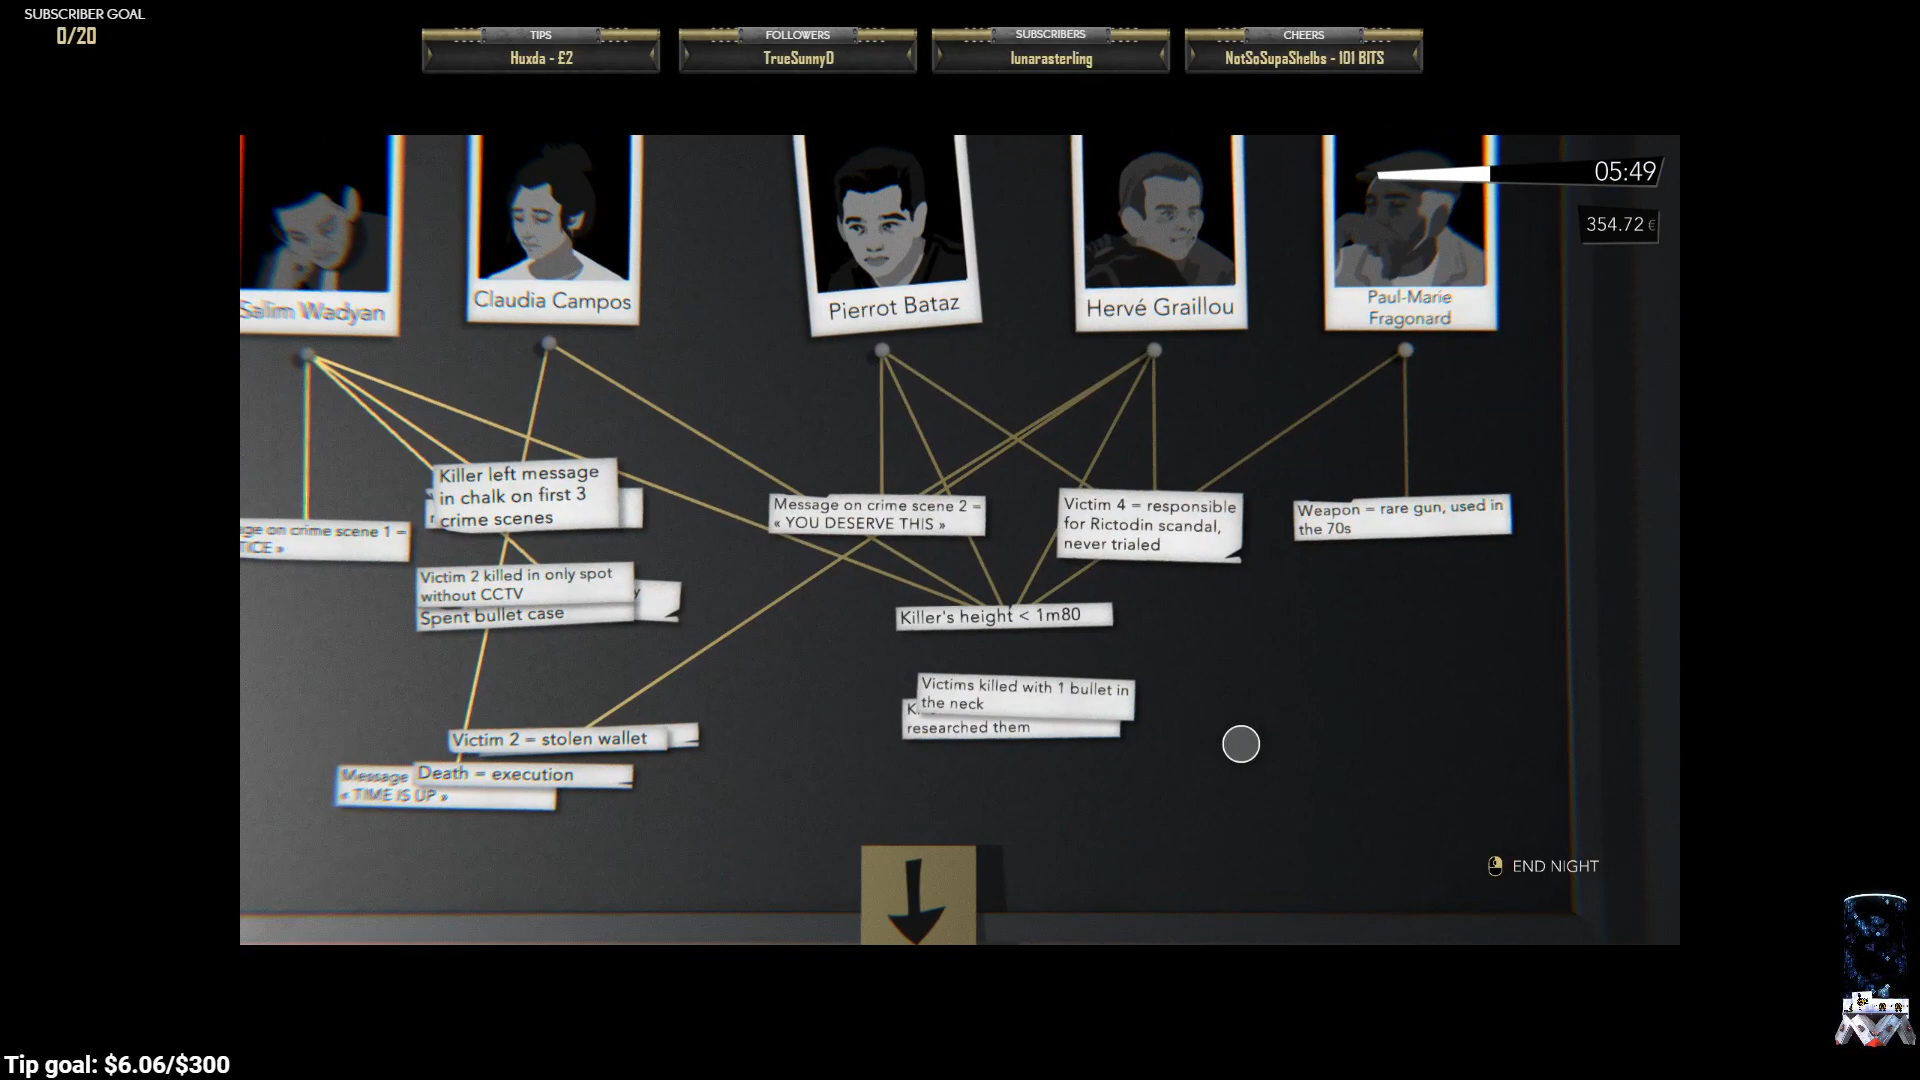 SUBSCRIBER GOAL
0/20
TIPS
Huxda - £2
FOLLOWERS
TrueSunnyD
SUBSCRIBERS
lunarasterling
CHEERS
NotSoSupaShelbs - 101 BITS
05:49
354.72 €
Salim Wadyan
Claudia Campos
Pierrot Bataz
Hervé Graillou
Paul-Marie
Fragonard
Killer left message
in chalk on first 3
crime scenes
on crime scene 1 =
Message on crime scene 2 =
« YOU DESERVE THIS »
Victim 4 = responsible
for Rictodin scandal,
never trialed
Weapon = rare gun, used in
the 70s
Victim 2 killed in only spot
without CCTV
Spent bullet case
Killer's height < 1m80
Victims killed with 1 bullet in
the neck
researched them
Victim 2 = stolen wallet
Death = execution
Message
« TIME IS UP »
END NIGHT
Tip goal: $6.06/$300